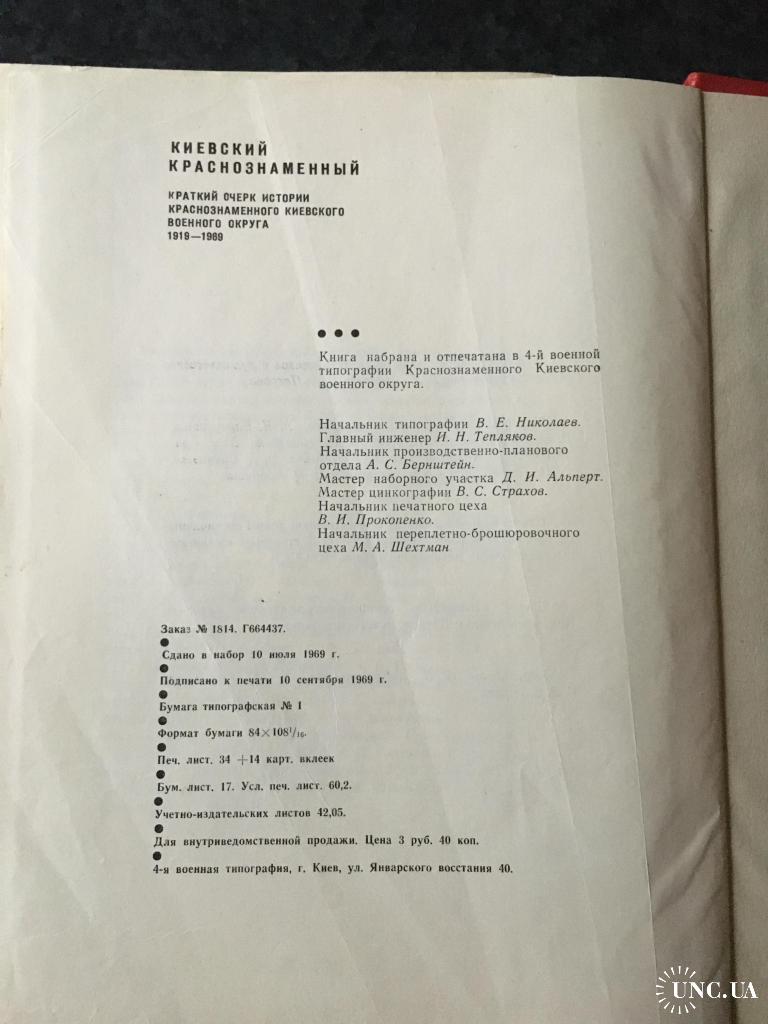 КИЕВСКИЙ
КРАСНОЗНАМЕННЫЙ
КРАТКИЙ ОЧЕРК ИСТОРИИ
КРАСНОЗНАМЕННОГО КИЕВСКОГО
ВОЕННОГО ОКРУГА
1919—1969
Книга набрана и отпечатана в 4-й военной
типографии Краснознаменного Киевского
военного округа.
Начальник типографии В. Е. Николаев.
Главный инженер И. Н. Тепляков.
Начальник производственно-планового
отдела А. С. Бернштейн.
Мастер наборного участка Д. И. Альперт.
Мастер цинкографии В. С. Страхов.
Начальник печатного цеха
В. И. Прокопенко.
Начальник переплетно-брошюровочного
цеха М. А. Шехтман
Заказ № 1814. Г664437.
Сдано в набор 10 июля 1969 г.
Подписано к печати 10 сентября 1969 г.
Бумага типографская № 1
Формат бумаги 84×108¹/₁₆.
Печ. лист. 34 +14 карт. вклеек
Бум. лист. 17. Усл. печ. лист. 60,2.
Учетно-издательских листов 42,05.
Для внутриведомственной продажи. Цена 3 руб. 40 коп.
4-я военная типография, г. Киев, ул. Январского восстания 40.
UNC.UA